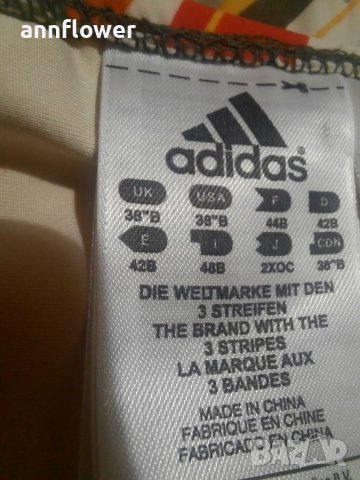 annflower
adidas
UK USA F D
38"B 38"B 44B 42B
E I J CDN
42B 48B 2XOC 38"B
DIE WELTMARKE MIT DEN
3 STREIFEN
THE BRAND WITH THE
3 STRIPES
LA MARQUE AUX
3 BANDES
MADE IN CHINA
FABRIQUE EN CHINE
FABRICADO EN CHINA
BAZAR